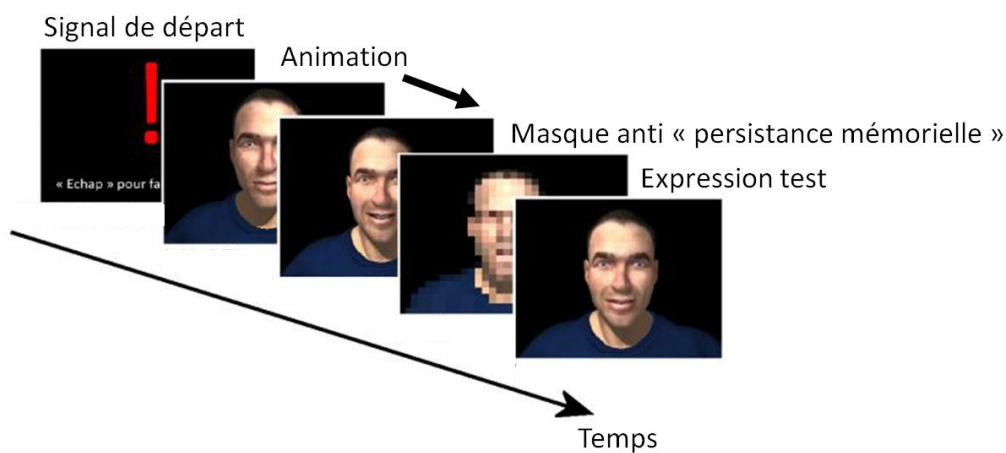 Signal de départ
Animation
!
« Echap » pour fa
Masque anti « persistance mémorielle »
Expression test
Temps